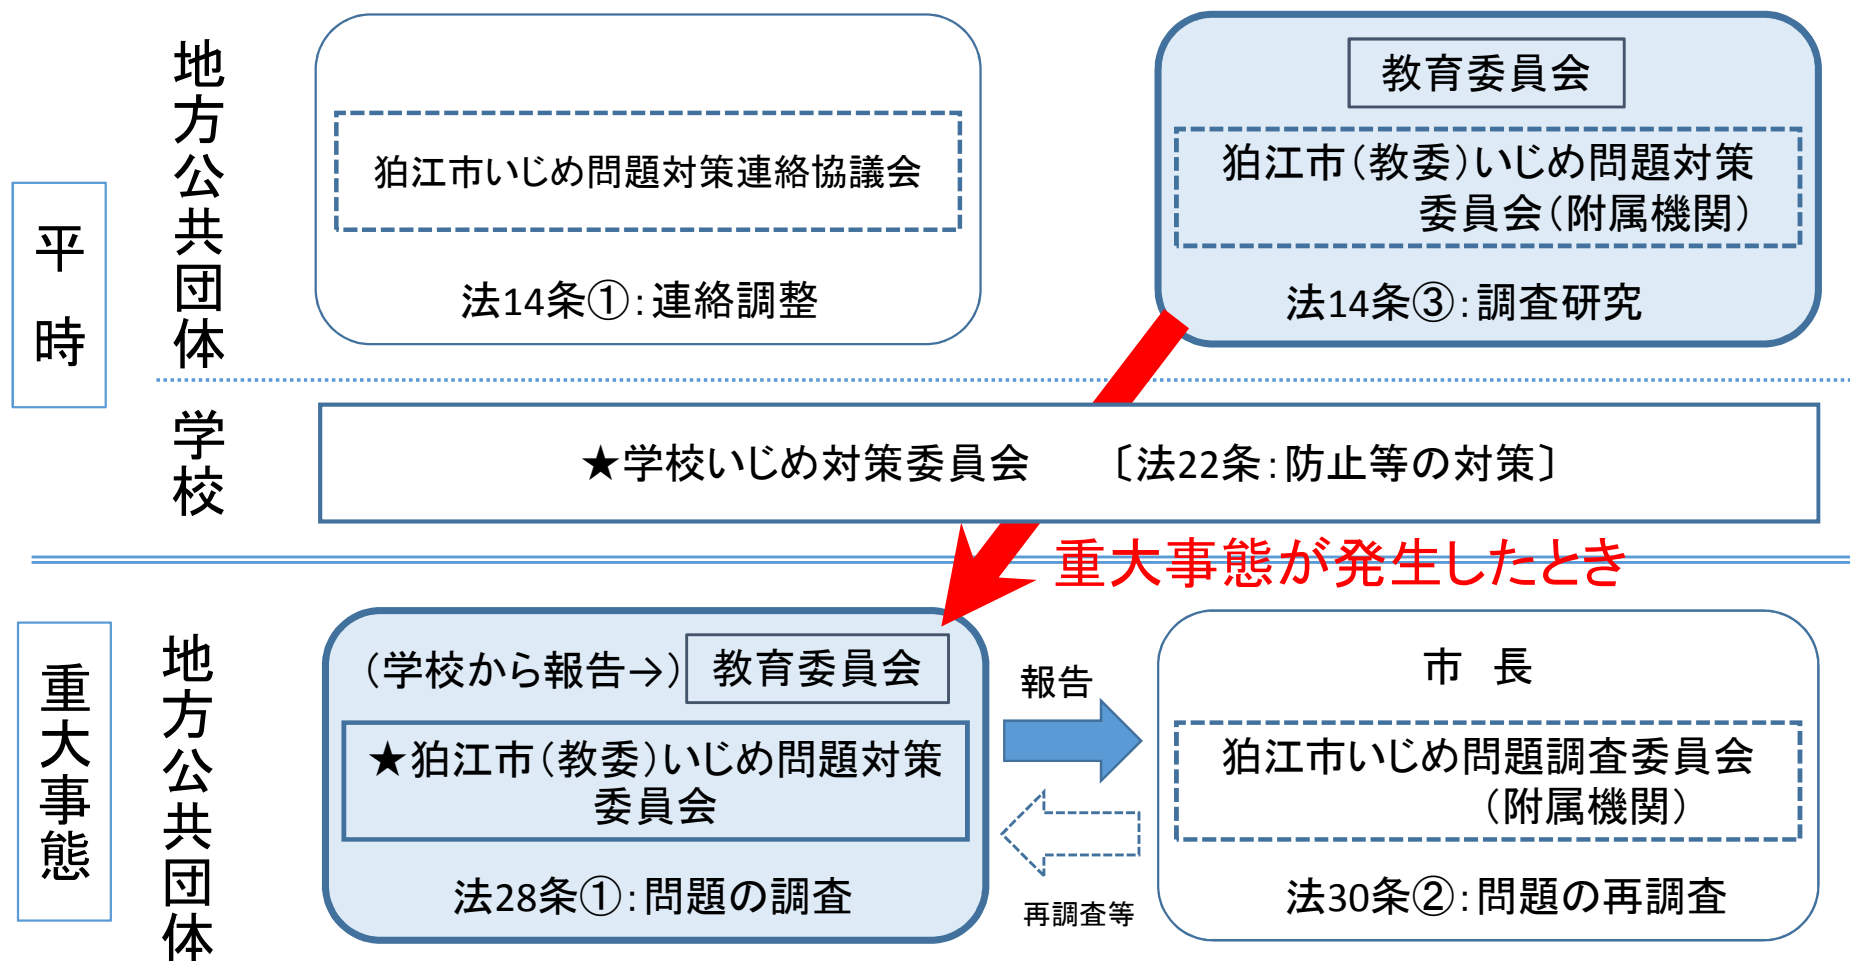 平時
地方公共団体
狛江市いじめ問題対策連絡協議会
法14条①：連絡調整
教育委員会
狛江市（教委）いじめ問題対策
委員会（附属機関）
法14条③：調査研究
学校
★学校いじめ対策委員会　〔法22条：防止等の対策〕
重大事態が発生したとき
重大事態
地方公共団体
（学校から報告→）
教育委員会
★狛江市（教委）いじめ問題対策
委員会
法28条①：問題の調査
報告
再調査等
市　長
狛江市いじめ問題調査委員会
（附属機関）
法30条②：問題の再調査